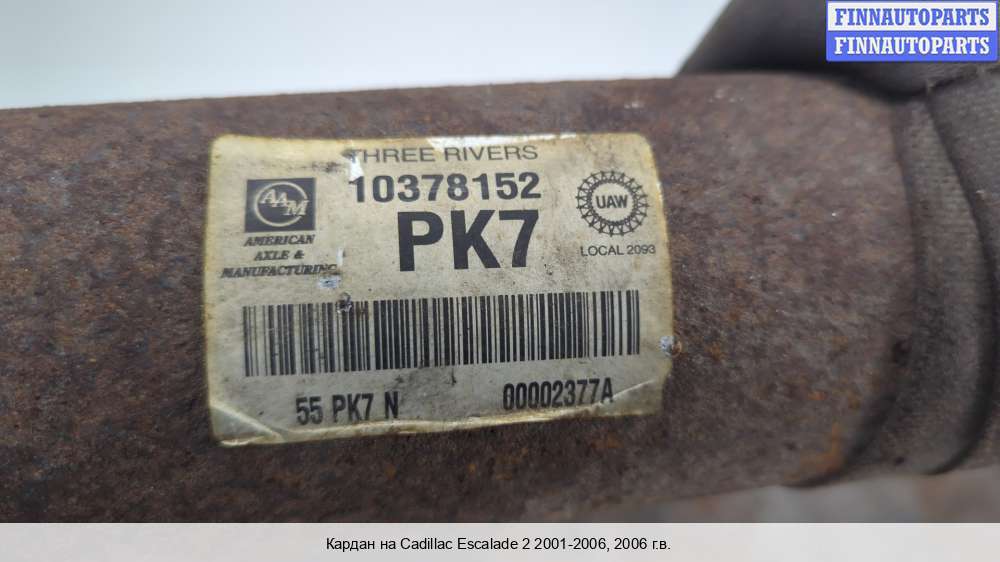 FINNAUTOPARTS
FINNAUTOPARTS
THREE RIVERS
10378152
PK7
AAM
AMERICAN
AXLE &
MANUFACTURING
UAW
LOCAL 2093
55 PK7 N
00002377A
Кардан на Cadillac Escalade 2 2001-2006, 2006 г.в.